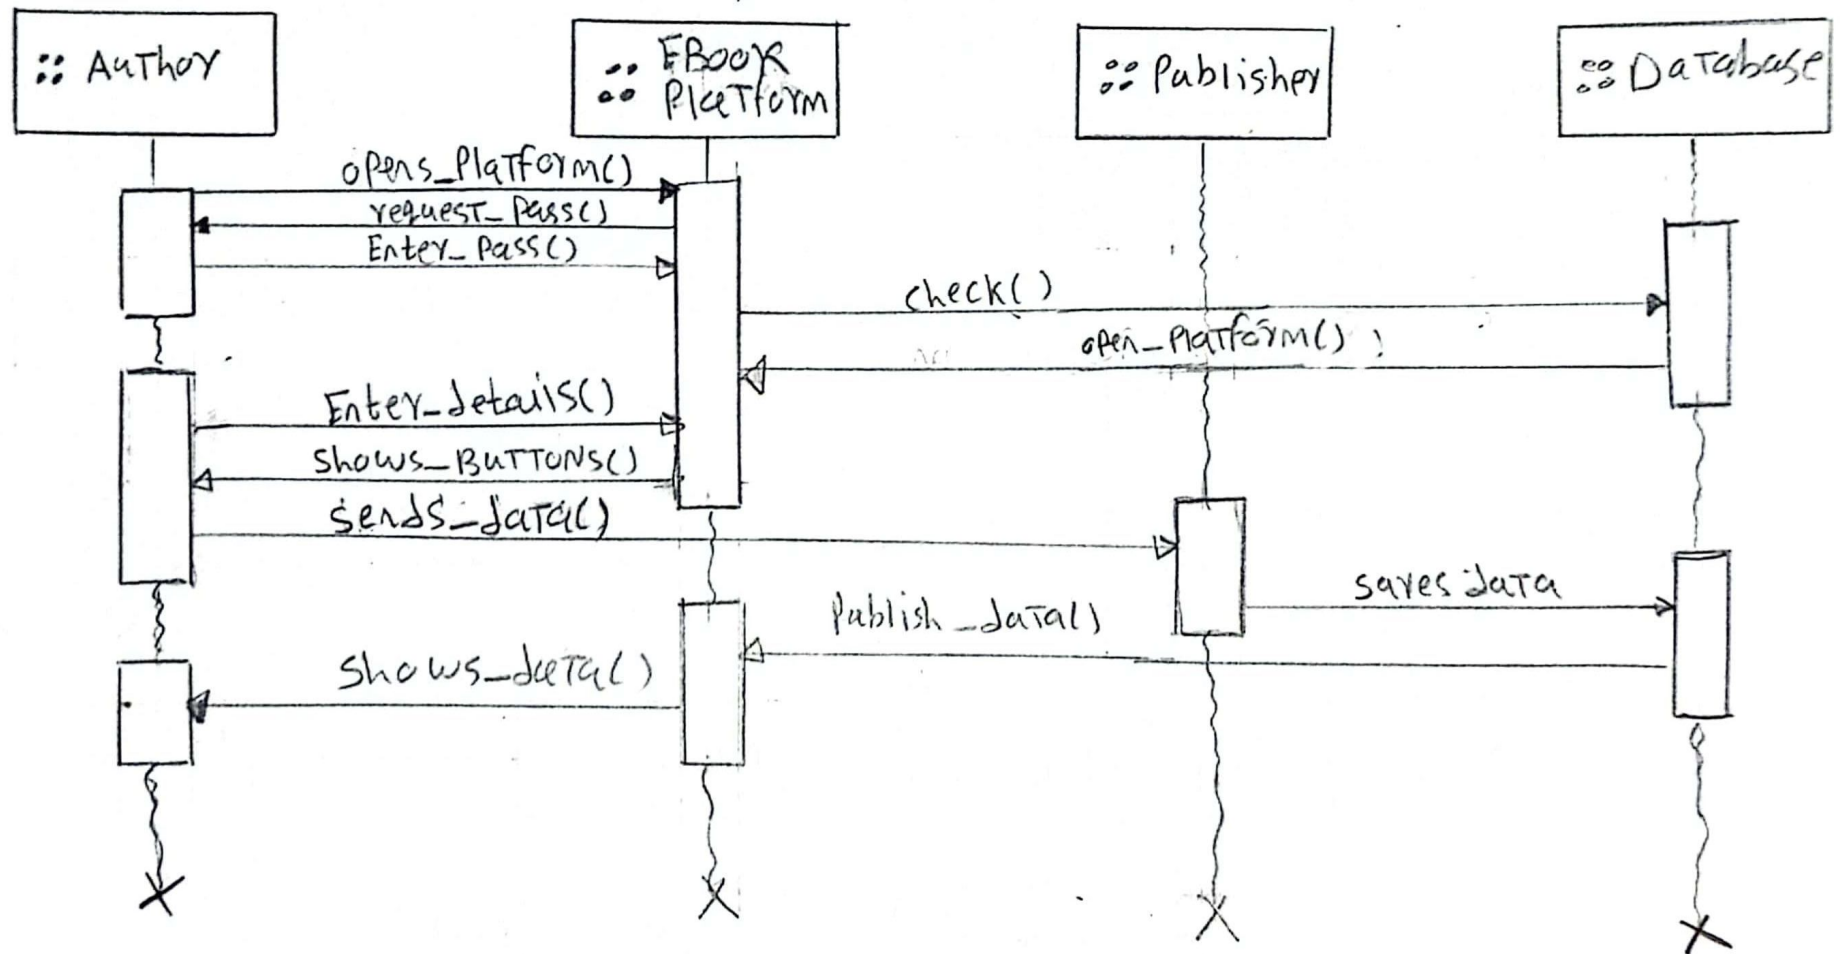 :: Author
:: EBook
Platform
:: Publisher
:: Database
opens_Platform()
request_Pass()
Enter_Pass()
check()
open_Platform()
Enter_details()
Shows_BuTTONS()
sends_data()
saves data
Publish_data()
Shows_data()